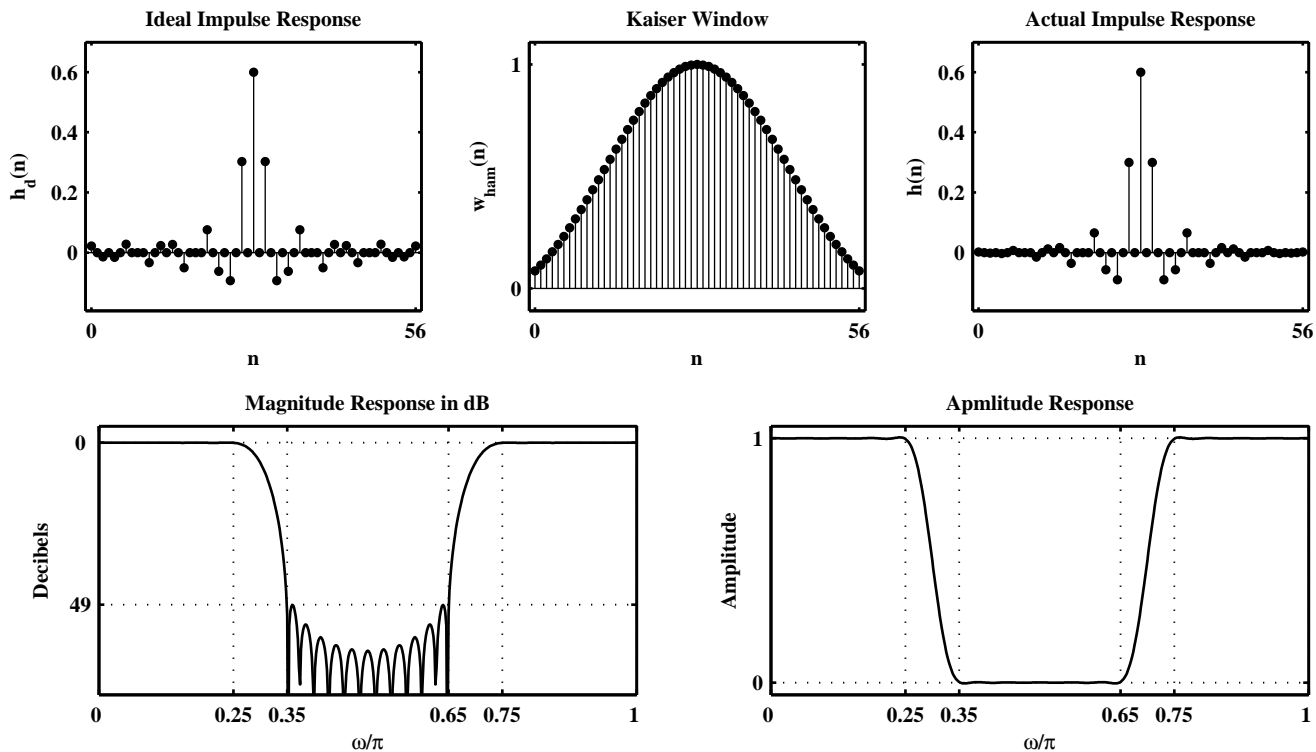 Ideal Impulse Response
Kaiser Window
Actual Impulse Response
0.6
0.4
0.2
0
h_d(n)
0
56
n
1
0
w_ham(n)
0
56
n
0.6
0.4
0.2
0
h(n)
0
56
n
Magnitude Response in dB
Apmlitude Response
0
49
Decibels
0
0.25
0.35
0.65
0.75
1
ω/π
1
0
Amplitude
0
0.25
0.35
0.65
0.75
1
ω/π